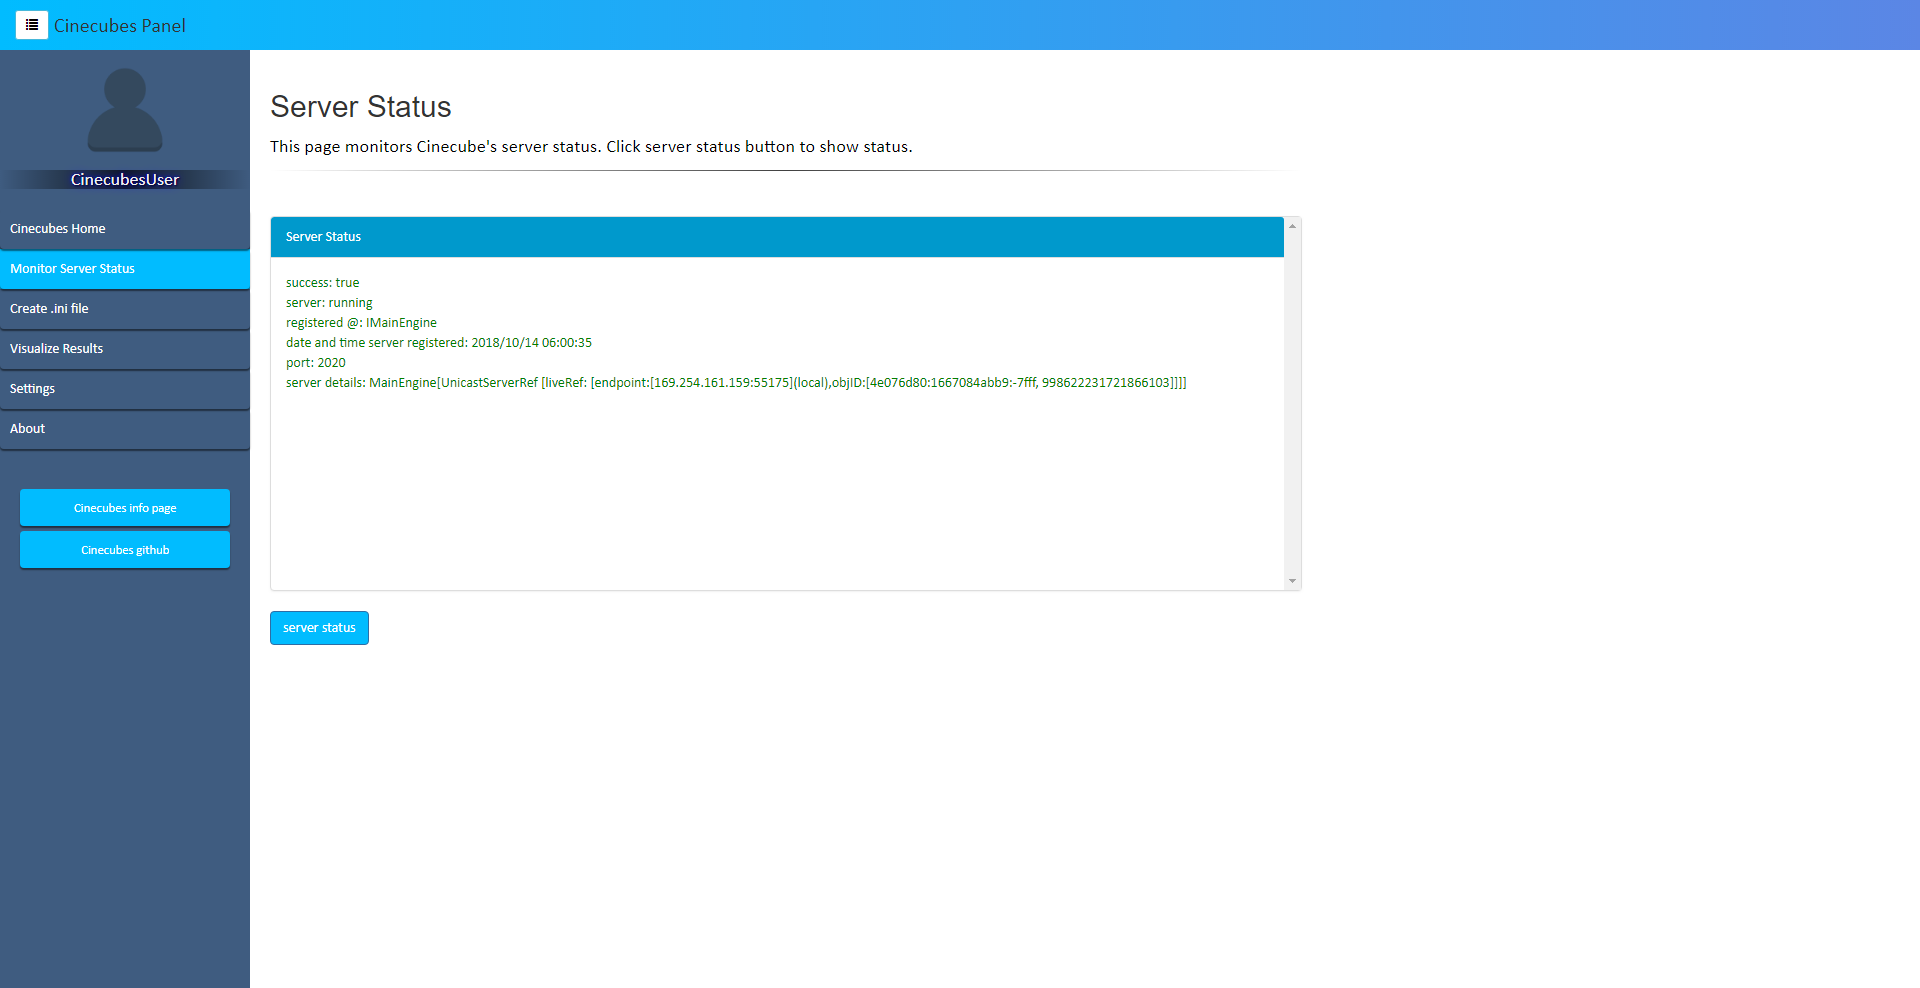 Cinecubes Panel
CinecubesUser
Cinecubes Home
Monitor Server Status
Create .ini file
Visualize Results
Settings
About
Cinecubes info page
Cinecubes github
Server Status
This page monitors Cinecube's server status. Click server status button to show status.
Server Status
success: true
server: running
registered @: IMainEngine
date and time server registered: 2018/10/14 06:00:35
port: 2020
server details: MainEngine[UnicastServerRef [liveRef: [endpoint:[169.254.161.159:55175](local),objID:[4e076d80:1667084abb9:-7fff, 998622231721866103]]]]
server status